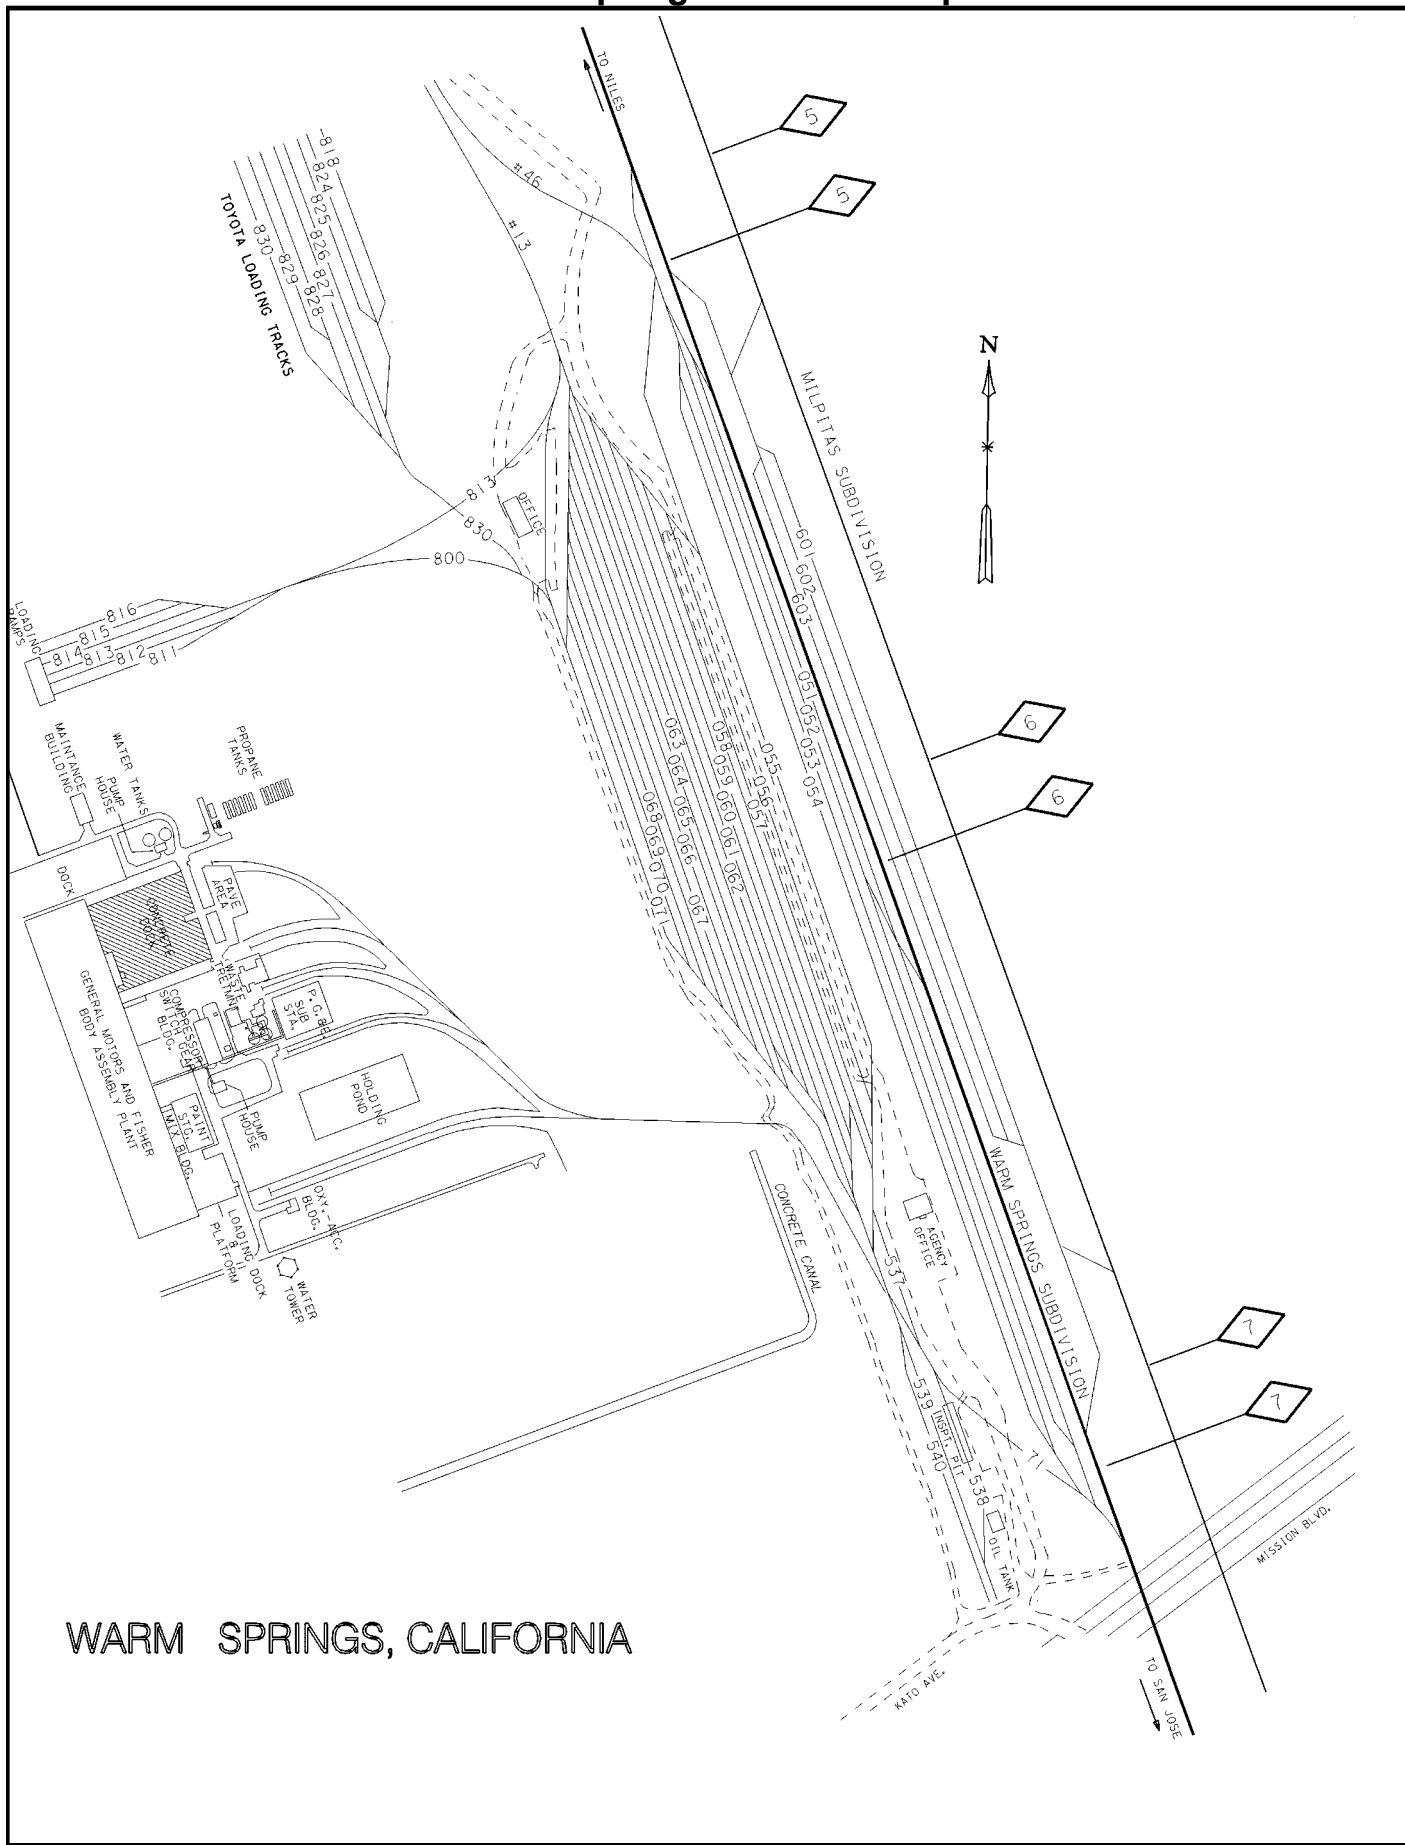 TO NILES
5
5
#46
#13
818
824
825
826
827
828
829
830
TOYOTA LOADING TRACKS
N
MILPITAS SUBDIVISION
813
OFFICE
830
800
601
602
603
816
815
814
813
812
811
LOADING
051
052
053
054
055
056
057
058
059
060
061
062
063
064
065
066
067
068
069
070
071
6
6
PROPANE
TANKS
WATER TANKS
PUMP
HOUSE
MAINTANCE
BUILDING
DOCK
PAVE
AREA
CONCRETE
DOCK
WASTE
TRETMNT
P. G. & E.
SUB
STA.
COMPRESSOR
SWITCH GEAR
BLDG.
GENERAL MOTORS AND FISHER
BODY ASSEMBLY PLANT
HOLDING
POND
PAINT
STG.
MIX BLDG.
PUMP
HOUSE
OXY.-ACC.
BLDG.
LOADING DOCK
PLATFORM
WATER
TOWER
CONCRETE CANAL
WARM SPRINGS SUBDIVISION
AGENCY
OFFICE
537
7
7
539
INSPT. PIT
540
538
OIL TANK
MISSION BLVD.
KATO AVE.
TO SAN JOSE
WARM SPRINGS, CALIFORNIA